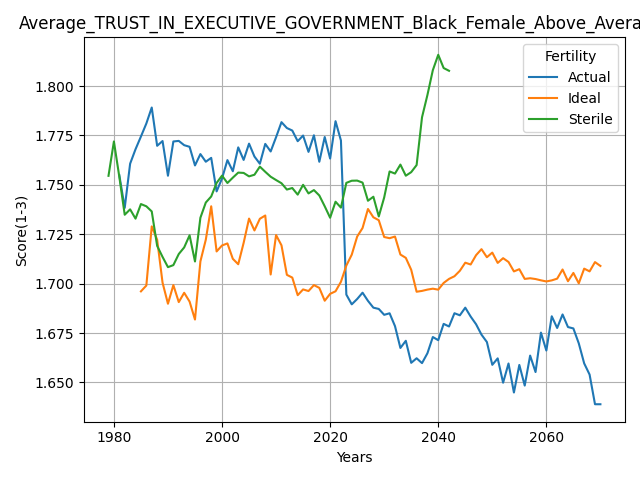 Average_TRUST_IN_EXECUTIVE_GOVERNMENT_Black_Female_Above_Avera
Fertility
Actual
Ideal
Sterile
1.800
1.775
1.750
1.725
1.700
1.675
1.650
Score(1-3)
1980 2000 2020 2040 2060
Years